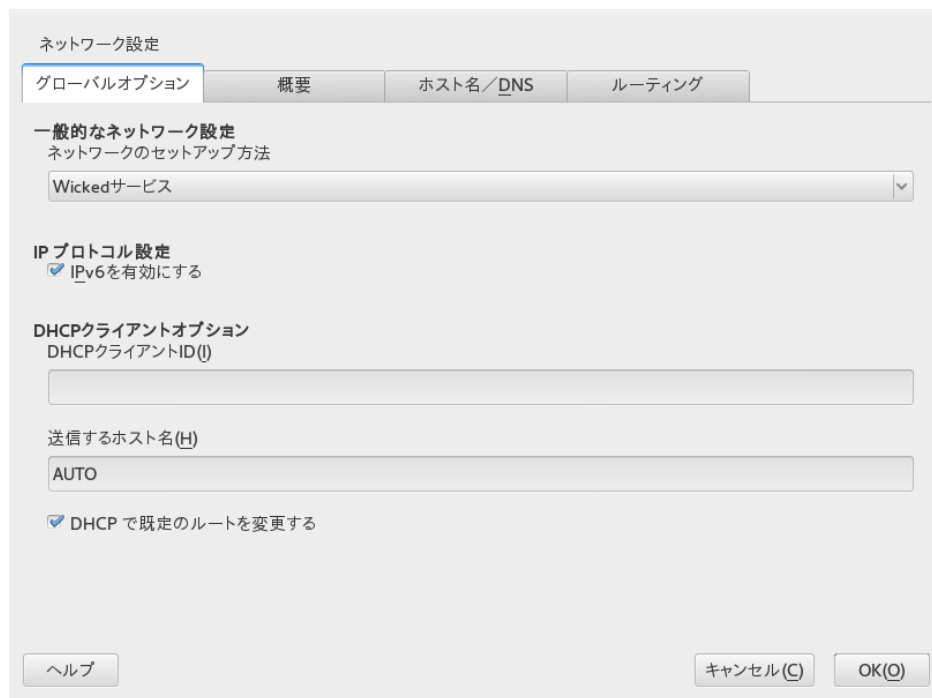 ネットワーク設定
グローバルオプション 概要 ホスト名／DNS ルーティング
一般的なネットワーク設定
ネットワークのセットアップ方法
Wickedサービス
IP プロトコル設定
IPv6を有効にする
DHCPクライアントオプション
DHCPクライアントID(I)
送信するホスト名(H)
AUTO
DHCP で既定のルートを変更する
ヘルプ キャンセル(C) OK(O)